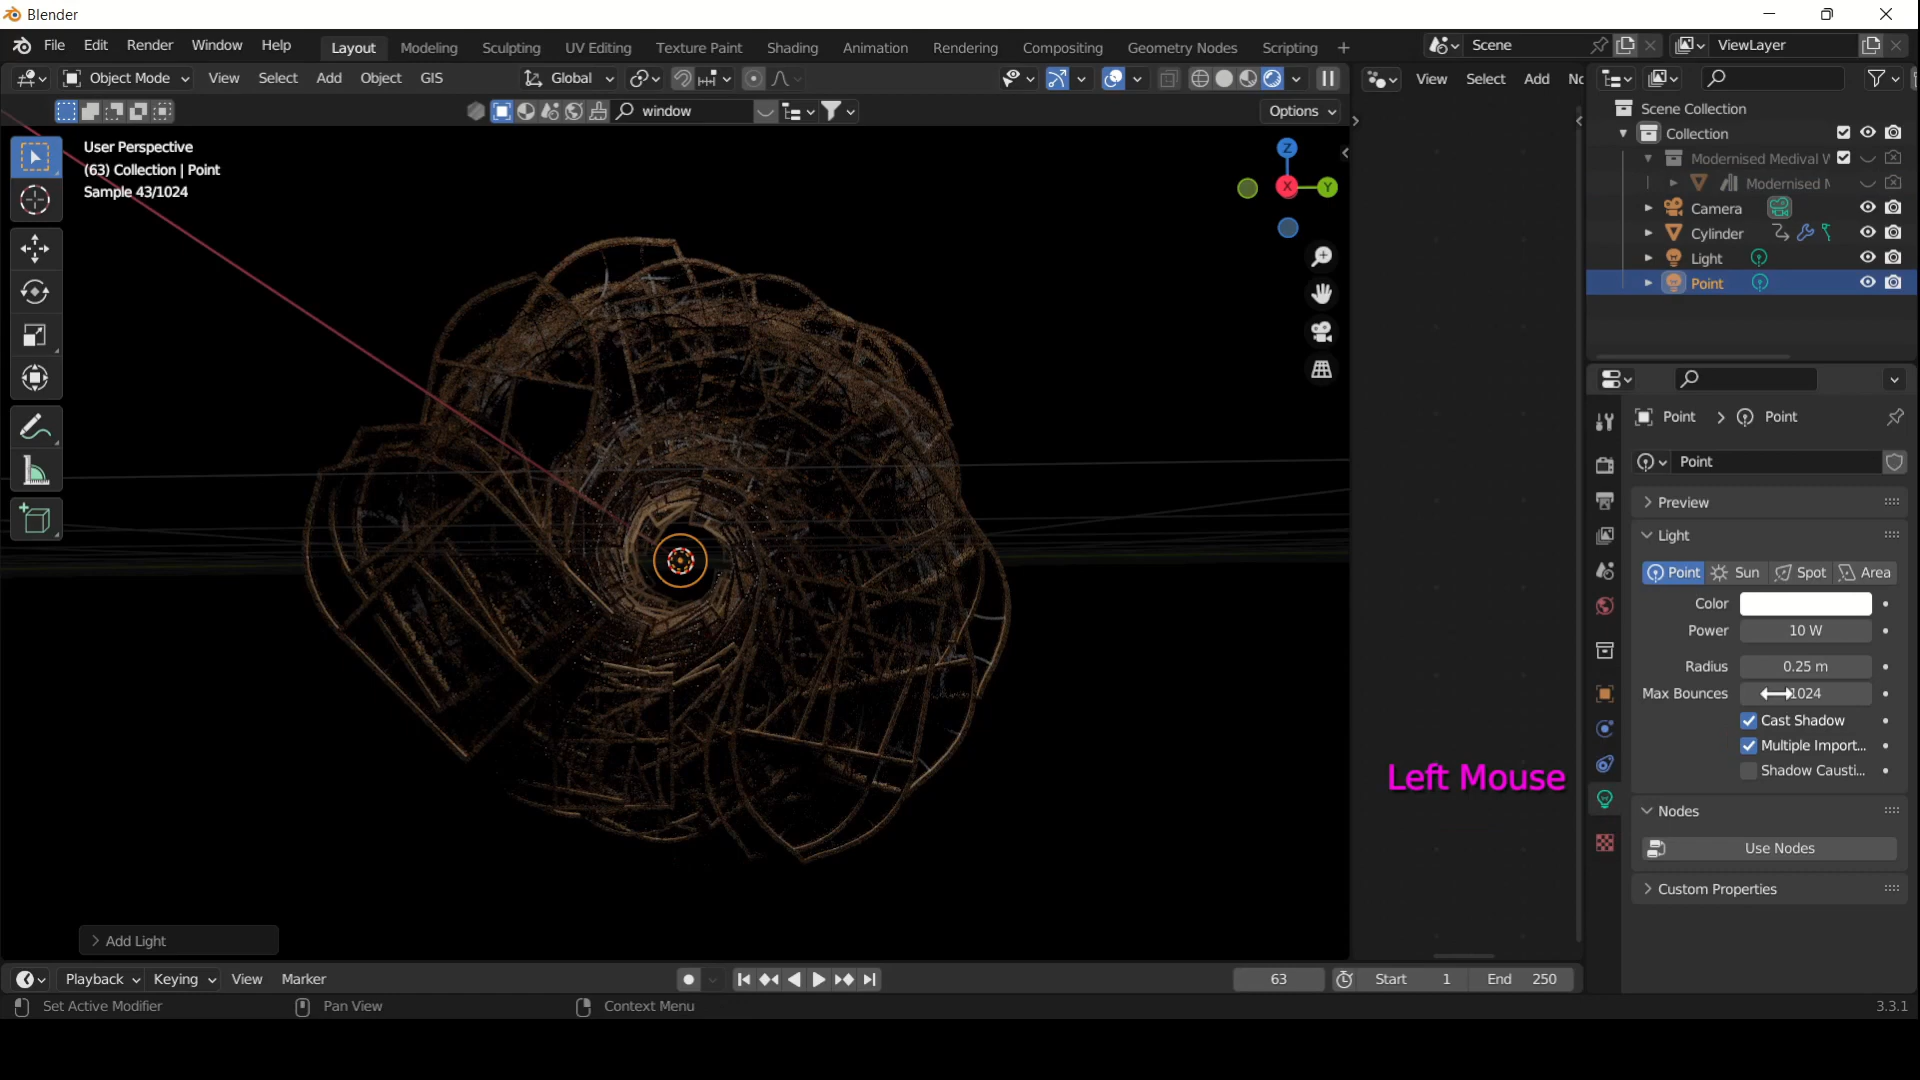 Blender
File Edit Render Window Help Layout Modeling Sculpting UV Editing Texture Paint Shading Animation Rendering Compositing Geometry Nodes Scripting + Scene ViewLayer
Object Mode View Select Add Object GIS Global View Select Add No
window Options
User Perspective
(63) Collection | Point
Sample 43/1024
Z
X
Y
Scene Collection
Collection
Modernised Medival W
Modernised M
Camera
Cylinder
Light
Point
Point > Point
Point
Preview
Light
Point Sun Spot Area
Color
Power 10 W
Radius 0.25 m
Max Bounces 1024
Cast Shadow
Multiple Import...
Shadow Causti...
Left Mouse
Nodes
Use Nodes
Custom Properties
Add Light
Playback Keying View Marker 63 Start 1 End 250
Set Active Modifier Pan View Context Menu 3.3.1